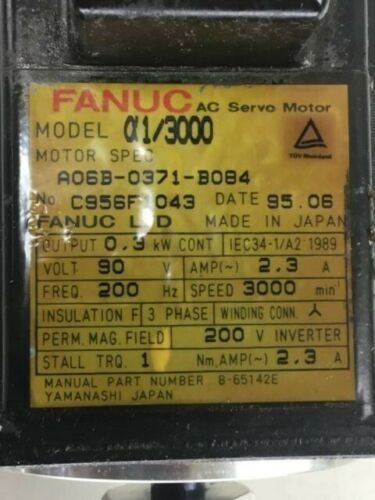 FANUC AC Servo Motor
MODEL α1/3000
TÜV Rheinland
MOTOR SPEC
A06B-0371-B084
No. C956F1043 DATE 95.06
FANUC LTD MADE IN JAPAN
OUTPUT 0.3 kW CONT IEC34-1/A2 1989
VOLT 90 V AMP(~) 2.3 A
FREQ. 200 Hz SPEED 3000 min⁻¹
INSULATION F 3 PHASE WINDING CONN. 人
PERM. MAG. FIELD 200 V INVERTER
STALL TRQ. 1 Nm, AMP(~) 2.3 A
MANUAL PART NUMBER B-65142E
YAMANASHI JAPAN